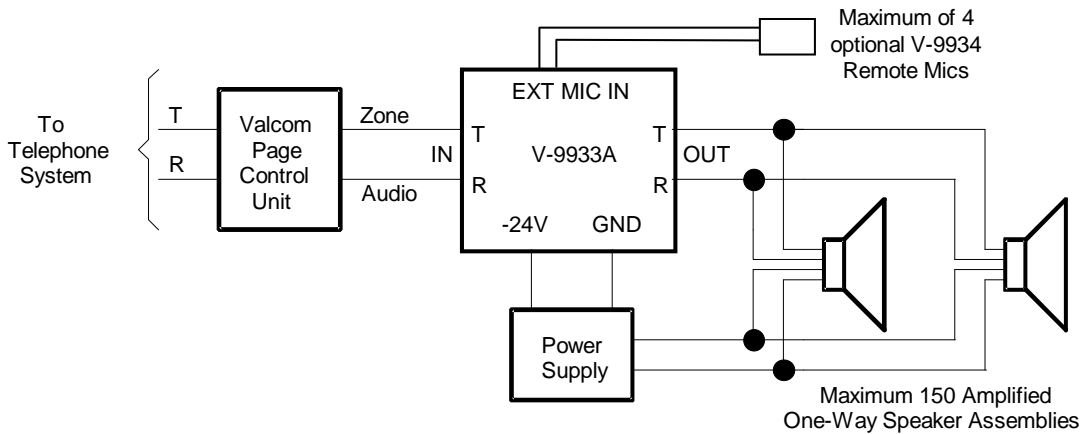 Maximum of 4
optional V-9934
Remote Mics
To
Telephone
System
T
R
Valcom
Page
Control
Unit
Zone
Audio
IN
EXT MIC IN
T
R
V-9933A
T
R
-24V
GND
OUT
Power
Supply
Maximum 150 Amplified
One-Way Speaker Assemblies